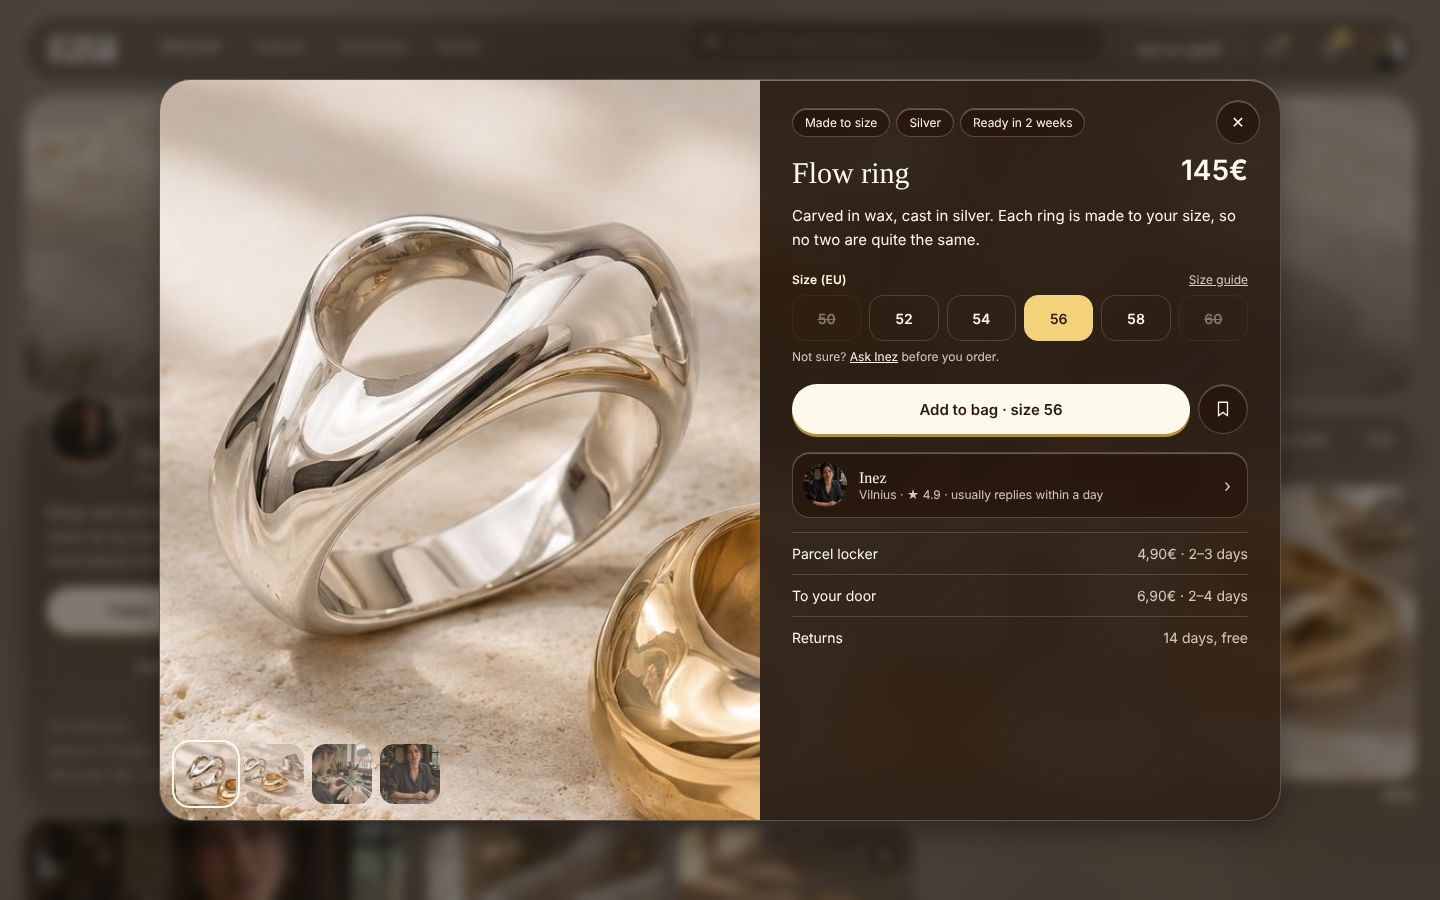 Made to size
Silver
Ready in 2 weeks
✕
Flow ring
145€
Carved in wax, cast in silver. Each ring is made to your size, so
no two are quite the same.
Size (EU)
Size guide
50
52
54
56
58
60
Not sure? Ask Inez before you order.
Add to bag · size 56
Inez
Vilnius · ★ 4.9 · usually replies within a day
›
Parcel locker
4,90€ · 2–3 days
To your door
6,90€ · 2–4 days
Returns
14 days, free